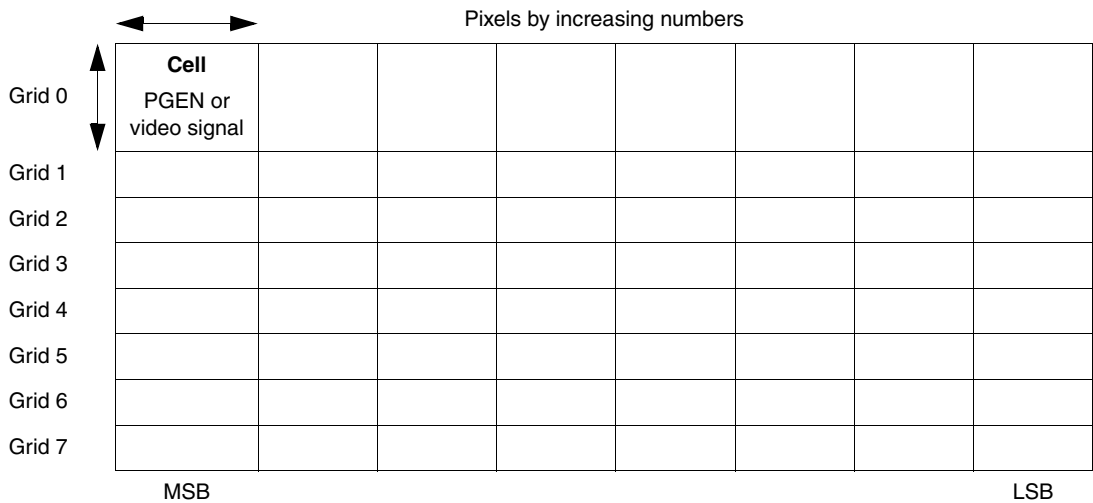 Pixels by increasing numbers
Grid 0
Cell
PGEN or
video signal
Grid 1
Grid 2
Grid 3
Grid 4
Grid 5
Grid 6
Grid 7
MSB
LSB